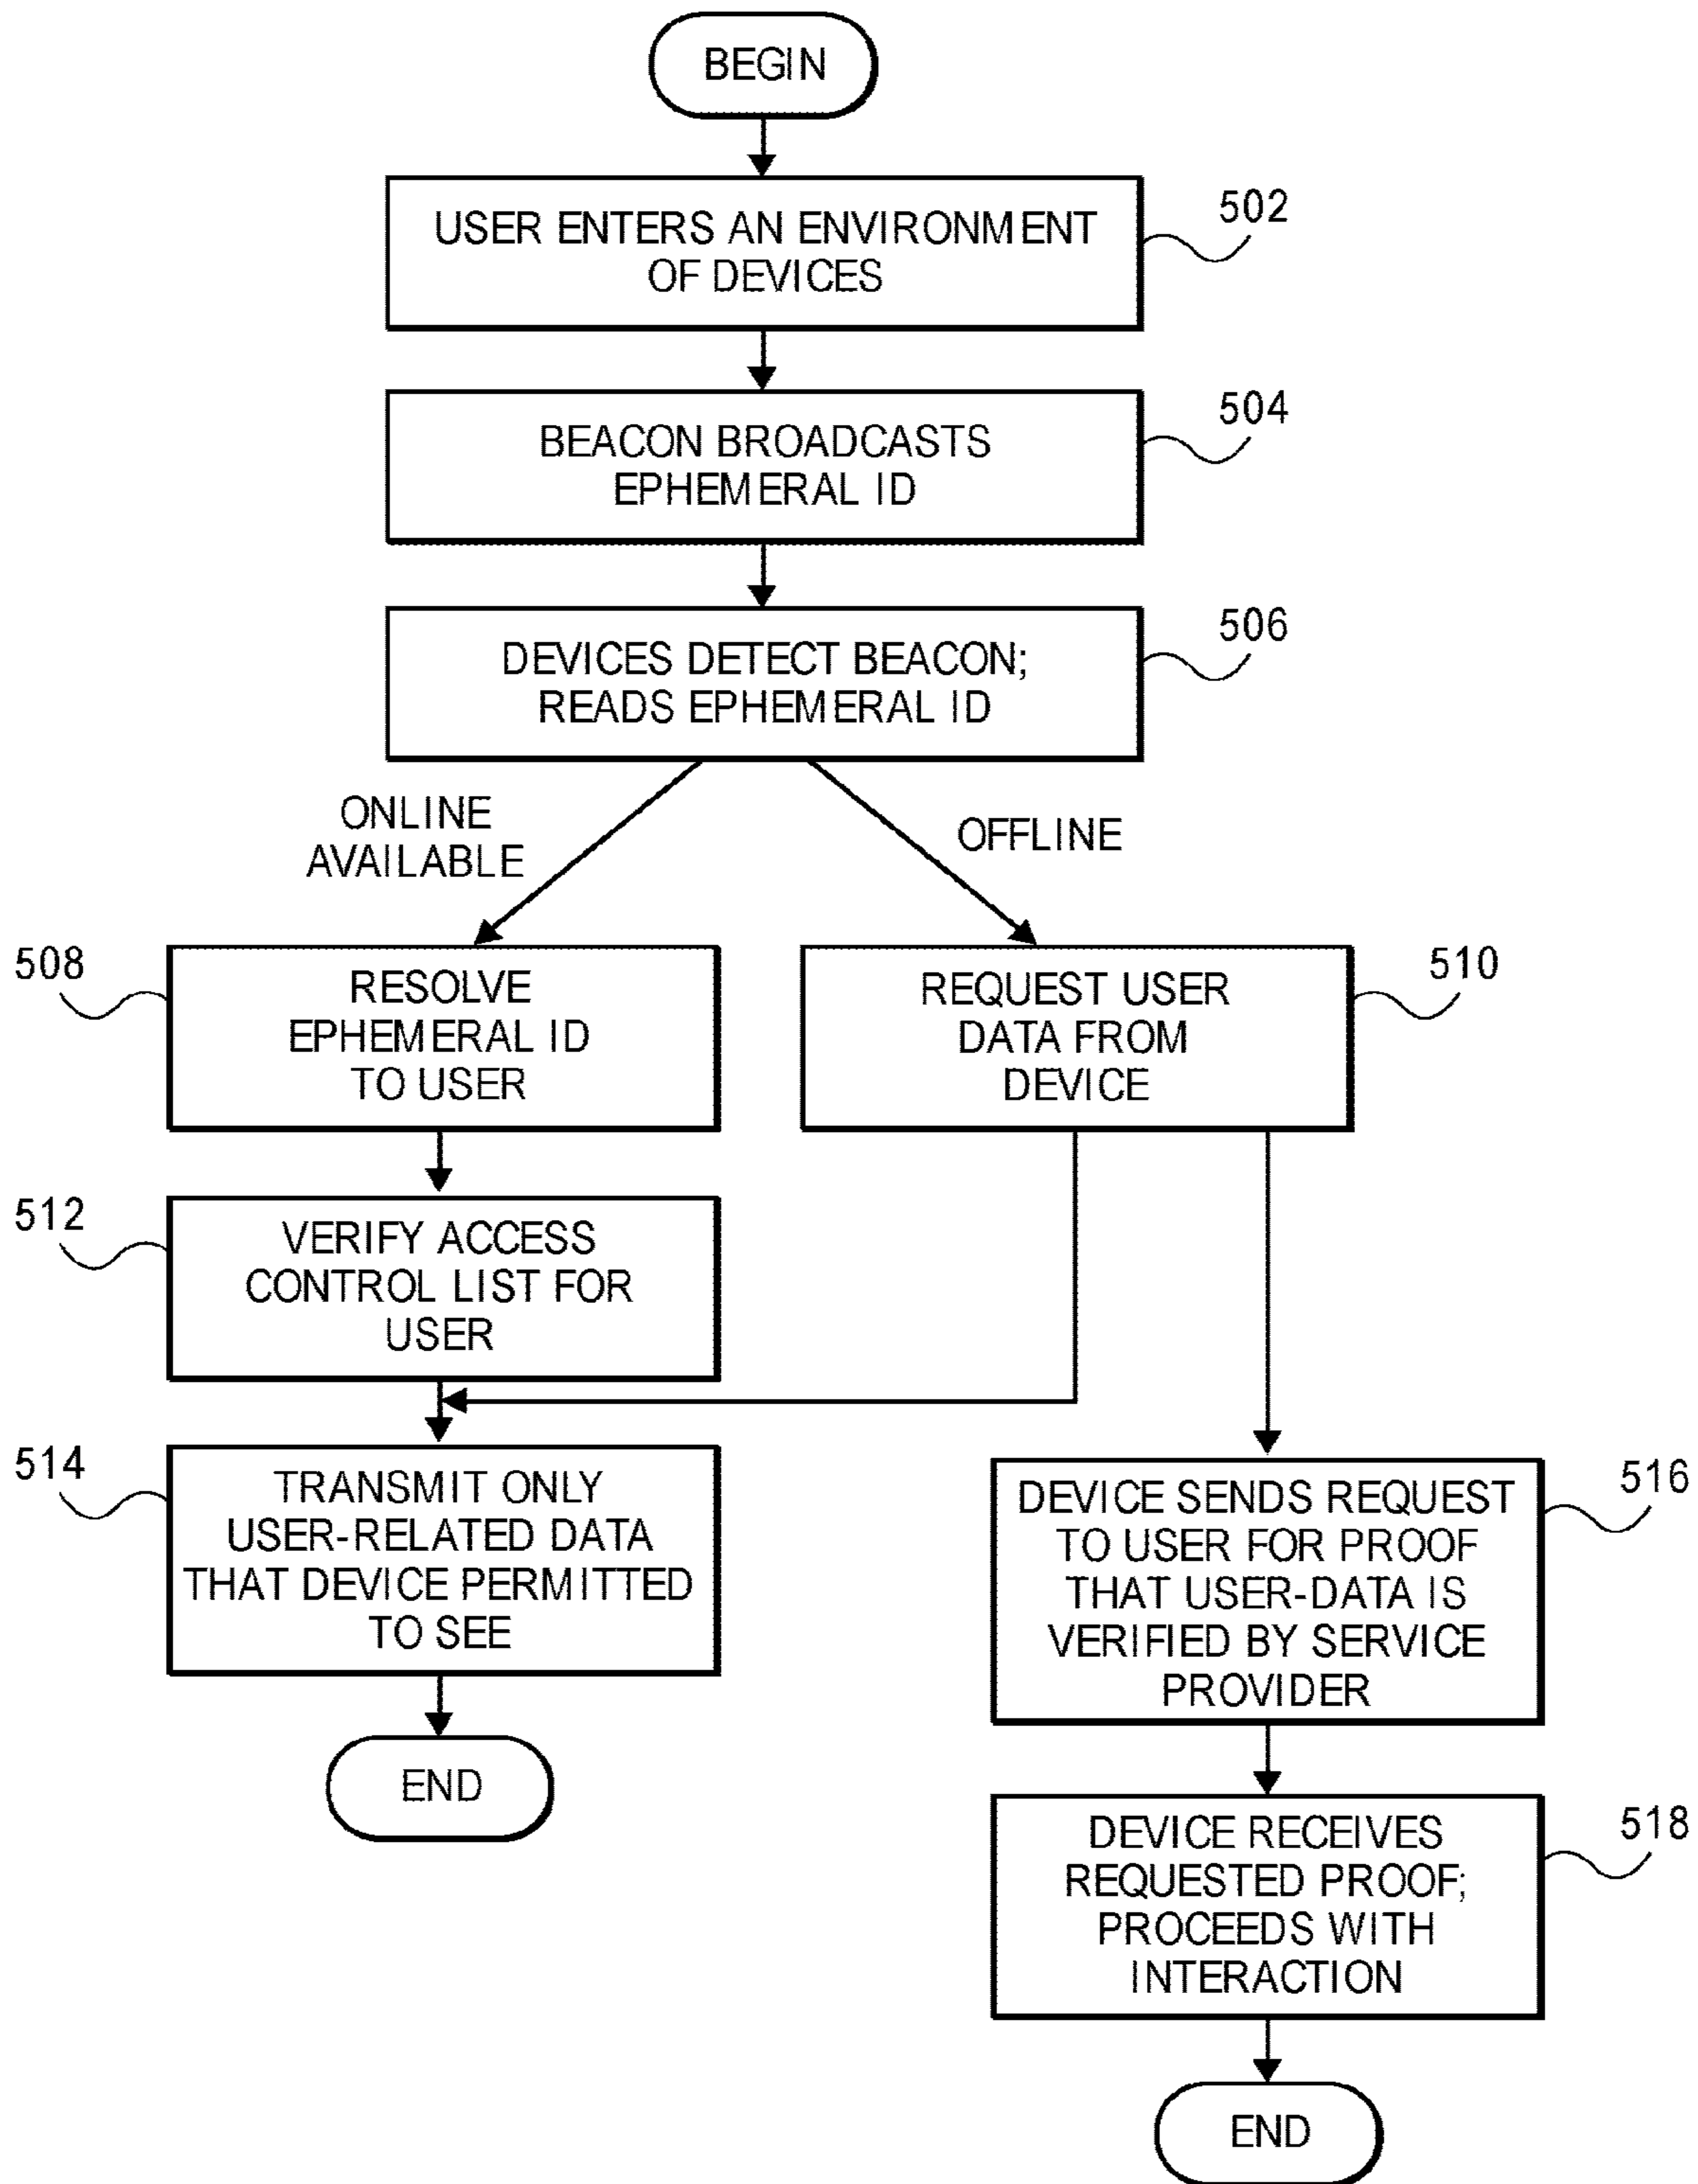 BEGIN
USER ENTERS AN ENVIRONMENT
OF DEVICES
502
BEACON BROADCASTS
EPHEMERAL ID
504
DEVICES DETECT BEACON;
READS EPHEMERAL ID
506
ONLINE
AVAILABLE
OFFLINE
508
RESOLVE
EPHEMERAL ID
TO USER
REQUEST USER
DATA FROM
DEVICE
510
512
VERIFY ACCESS
CONTROL LIST FOR
USER
514
TRANSMIT ONLY
USER-RELATED DATA
THAT DEVICE PERMITTED
TO SEE
END
DEVICE SENDS REQUEST
TO USER FOR PROOF
THAT USER-DATA IS
VERIFIED BY SERVICE
PROVIDER
516
DEVICE RECEIVES
REQUESTED PROOF;
PROCEEDS WITH
INTERACTION
518
END